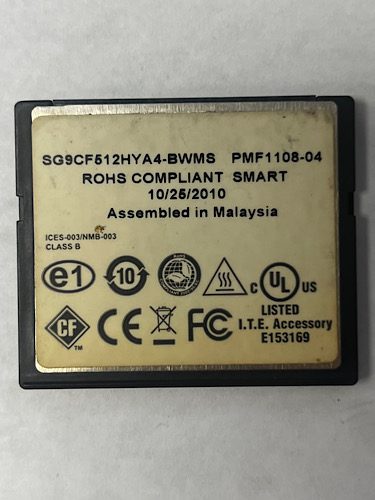 SG9CF512HYA4-BWMS PMF1108-04
ROHS COMPLIANT SMART
10/25/2010
Assembled in Malaysia
ICES-003/NMB-003
CLASS B
e1 10 c UL us
LISTED
CF CE FC I.T.E. Accessory
E153169